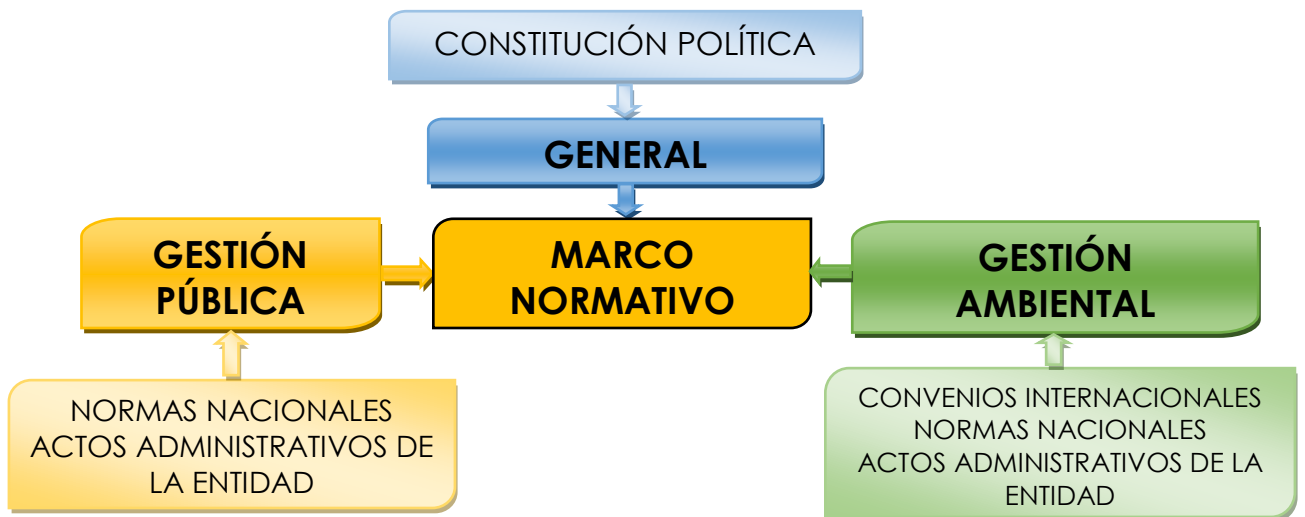 CONSTITUCIÓN POLÍTICA
GENERAL
GESTIÓN
PÚBLICA
MARCO
NORMATIVO
GESTIÓN
AMBIENTAL
NORMAS NACIONALES
ACTOS ADMINISTRATIVOS DE
LA ENTIDAD
CONVENIOS INTERNACIONALES
NORMAS NACIONALES
ACTOS ADMINISTRATIVOS DE LA
ENTIDAD